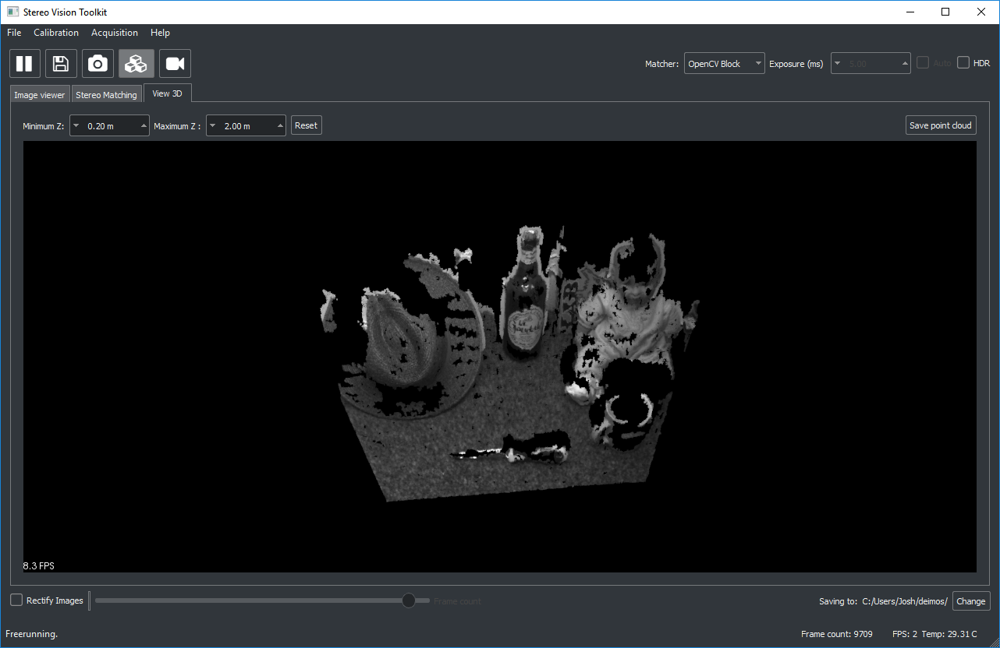 Stereo Vision Toolkit
File Calibration Acquisition Help
Matcher: OpenCV Block Exposure (ms) 5.00 Auto HDR
Image viewer Stereo Matching View 3D
Minimum Z: 0.20 m Maximum Z : 2.00 m Reset Save point cloud
8.3 FPS
Rectify Images Frame count Saving to: C:/Users/Josh/deimos/ Change
Freerunning. Frame count: 9709 FPS: 2 Temp: 29.31 C